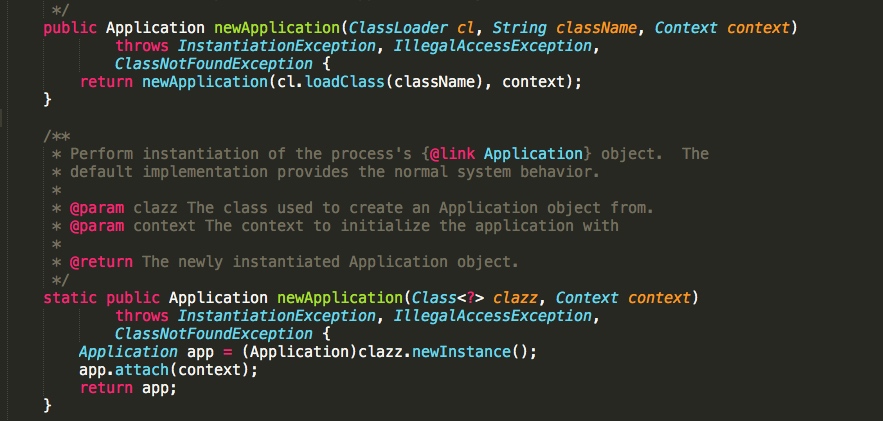 */
public Application newApplication(ClassLoader cl, String className, Context context)
throws InstantiationException, IllegalAccessException,
ClassNotFoundException {
return newApplication(cl.loadClass(className), context);
}
/**
* Perform instantiation of the process's {@link Application} object.  The
* default implementation provides the normal system behavior.
*
* @param clazz The class used to create an Application object from.
* @param context The context to initialize the application with
*
* @return The newly instantiated Application object.
*/
static public Application newApplication(Class<?> clazz, Context context)
throws InstantiationException, IllegalAccessException,
ClassNotFoundException {
Application app = (Application)clazz.newInstance();
app.attach(context);
return app;
}